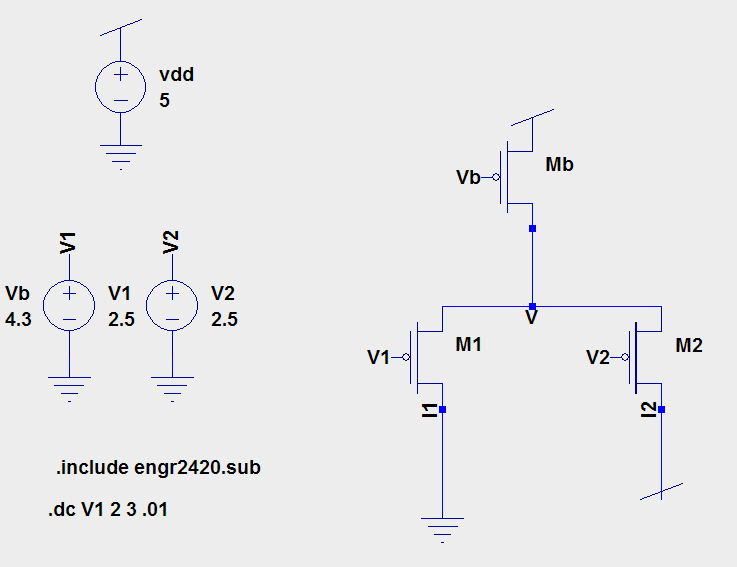 vdd
5
Mb
Vb
V1
V2
Vb
4.3
V1
2.5
V2
2.5
V
V1
M1
V2
M2
I1
I2
.include engr2420.sub
.dc V1 2 3 .01